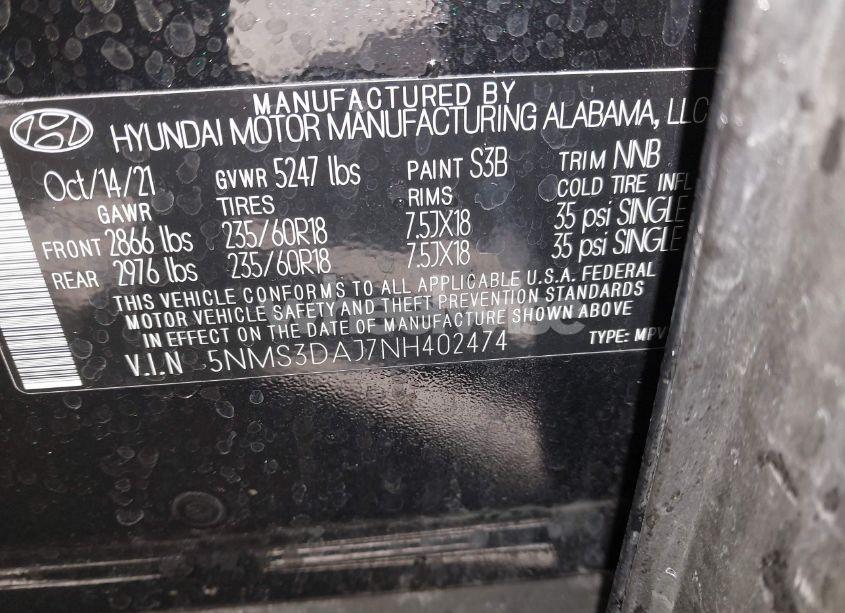 MANUFACTURED BY
HYUNDAI MOTOR MANUFACTURING ALABAMA, LLC
Oct/14/21 GVWR 5247 lbs PAINT S3B TRIM NNB
GAWR TIRES RIMS COLD TIRE INFL
FRONT 2866 lbs 235/60R18 7.5JX18 35 psi SINGLE
REAR 2976 lbs 235/60R18 7.5JX18 35 psi SINGLE
THIS VEHICLE CONFORMS TO ALL APPLICABLE U.S.A. FEDERAL
MOTOR VEHICLE SAFETY AND THEFT PREVENTION STANDARDS
IN EFFECT ON THE DATE OF MANUFACTURE SHOWN ABOVE
V.I.N 5NMS3DAJ7NH402474 TYPE: MPV